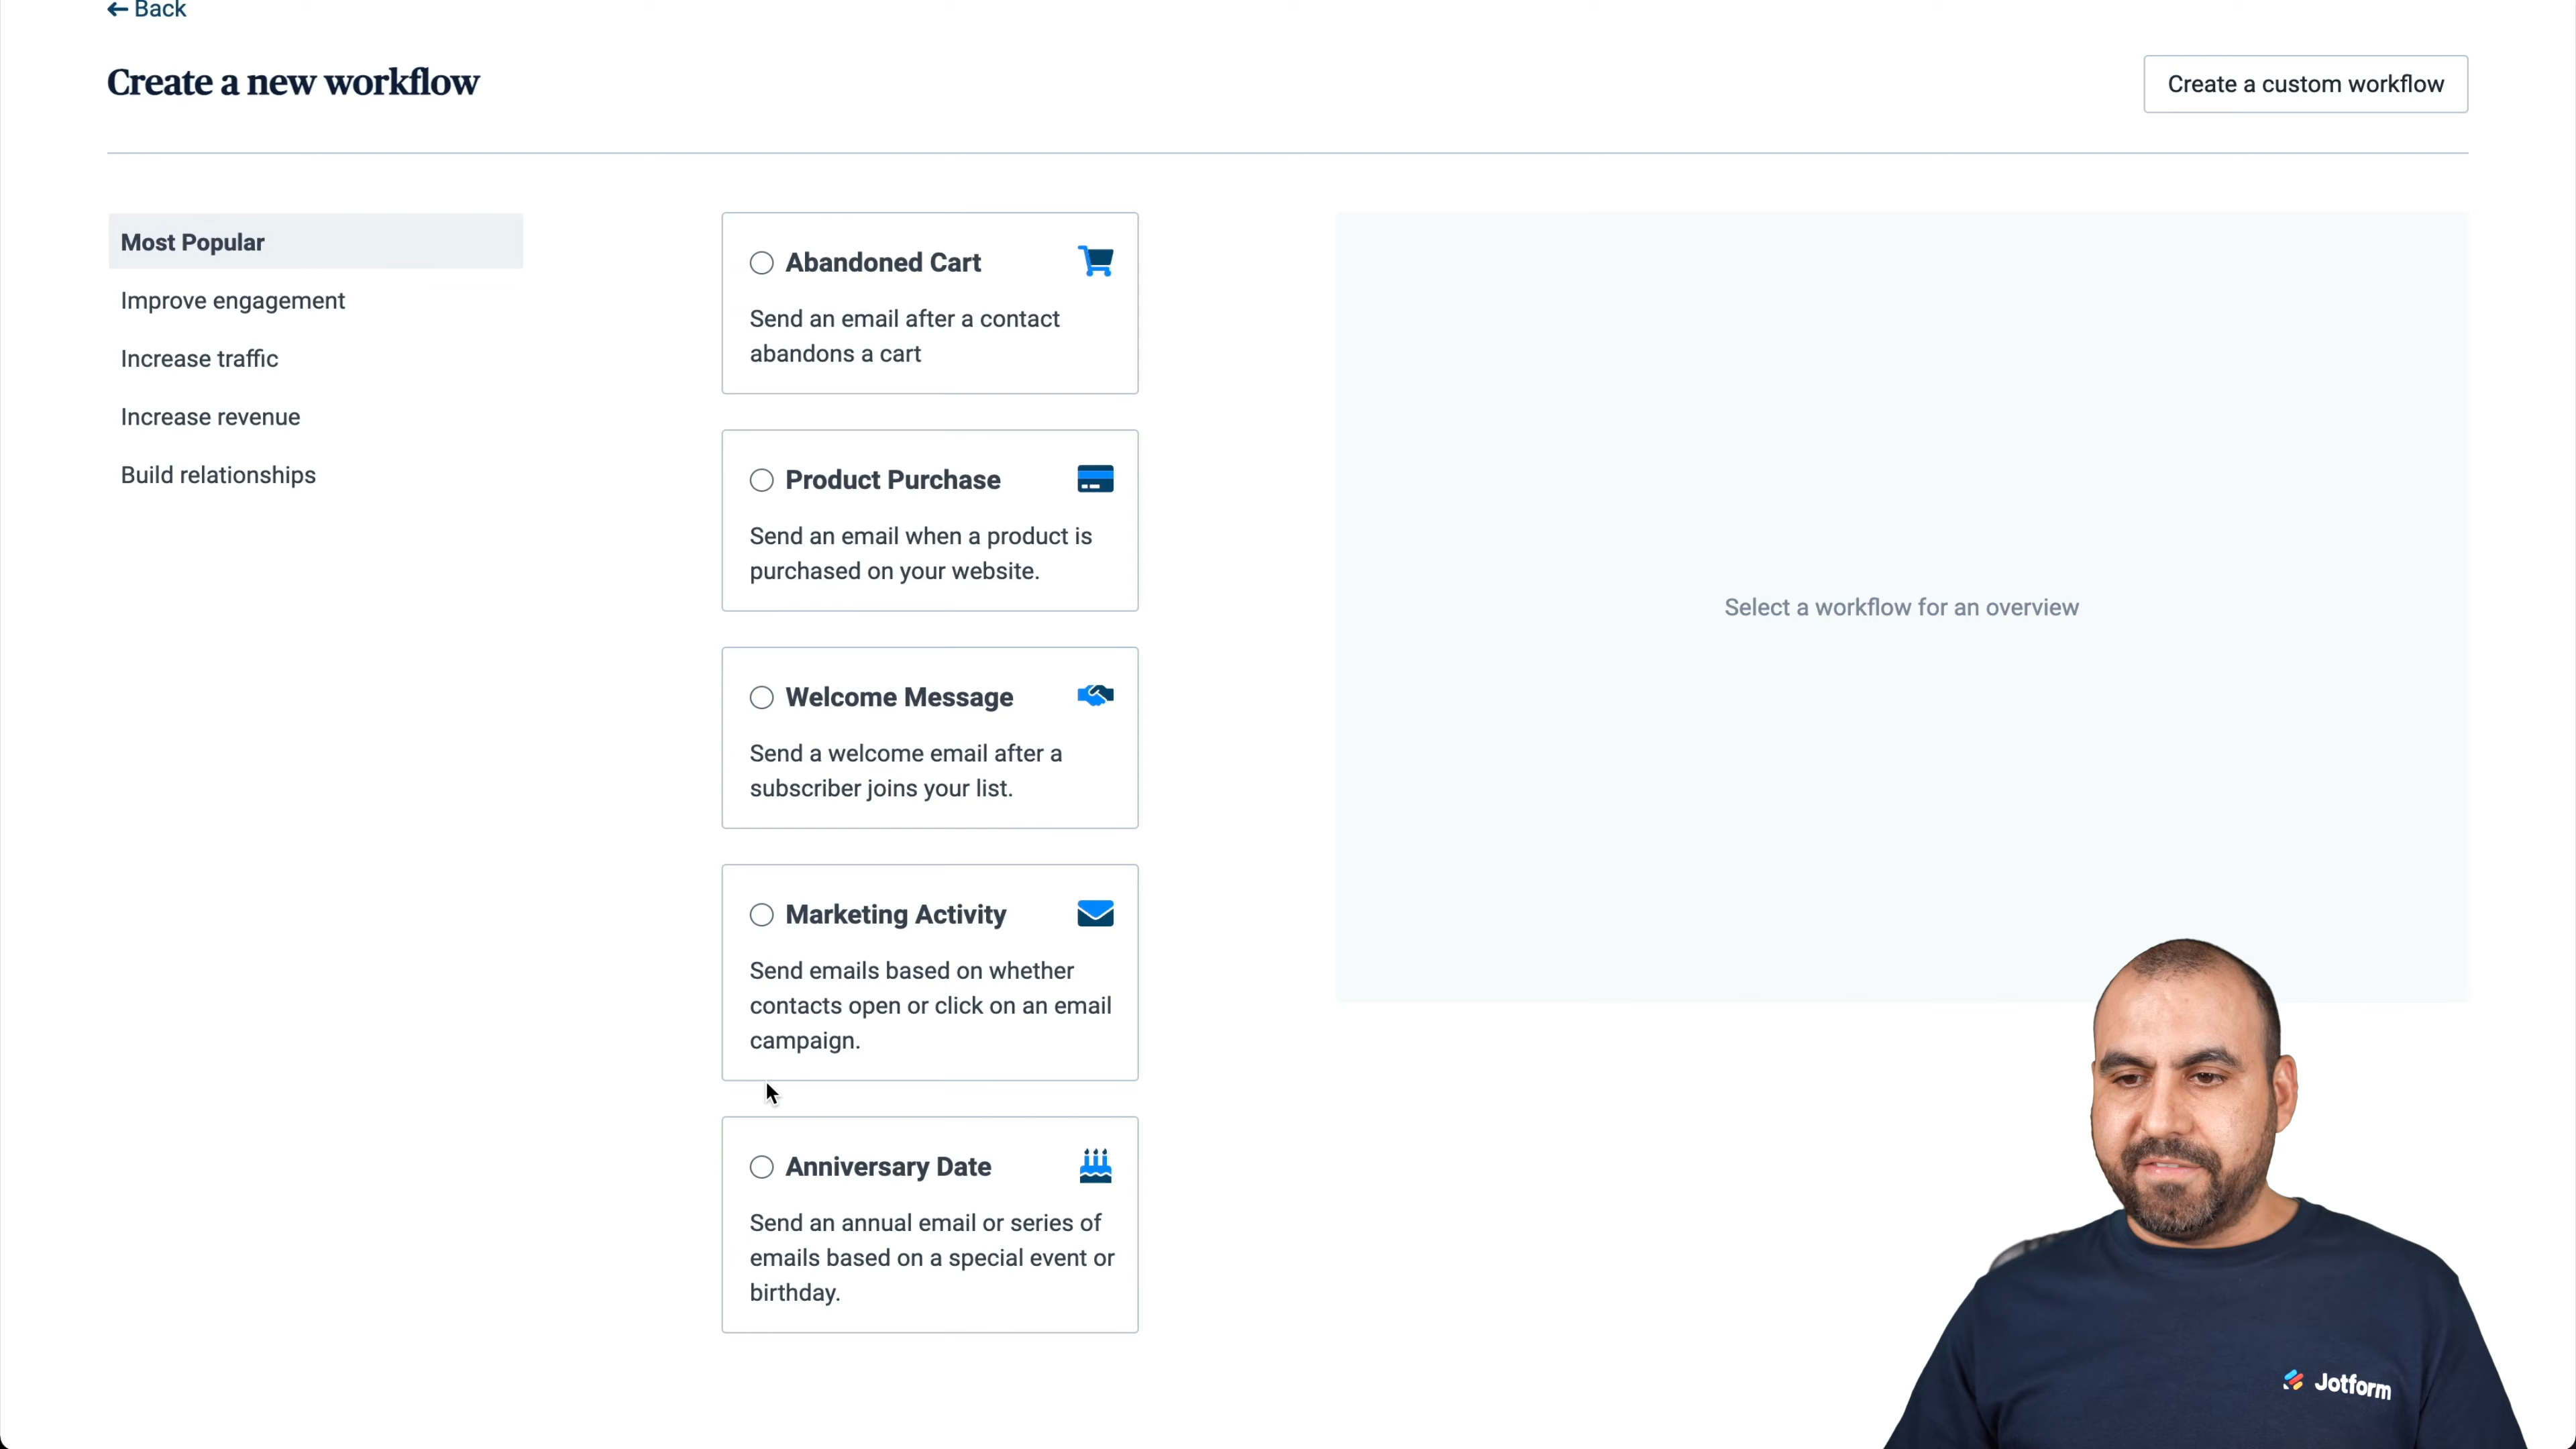 ← Back
Create a new workflow
Create a custom workflow
Most Popular
Improve engagement
Increase traffic
Increase revenue
Build relationships
Abandoned Cart
Send an email after a contact
abandons a cart
Product Purchase
Send an email when a product is
purchased on your website.
Welcome Message
Send a welcome email after a
subscriber joins your list.
Marketing Activity
Send emails based on whether
contacts open or click on an email
campaign.
Anniversary Date
Send an annual email or series of
emails based on a special event or
birthday.
Select a workflow for an overview
Jotform